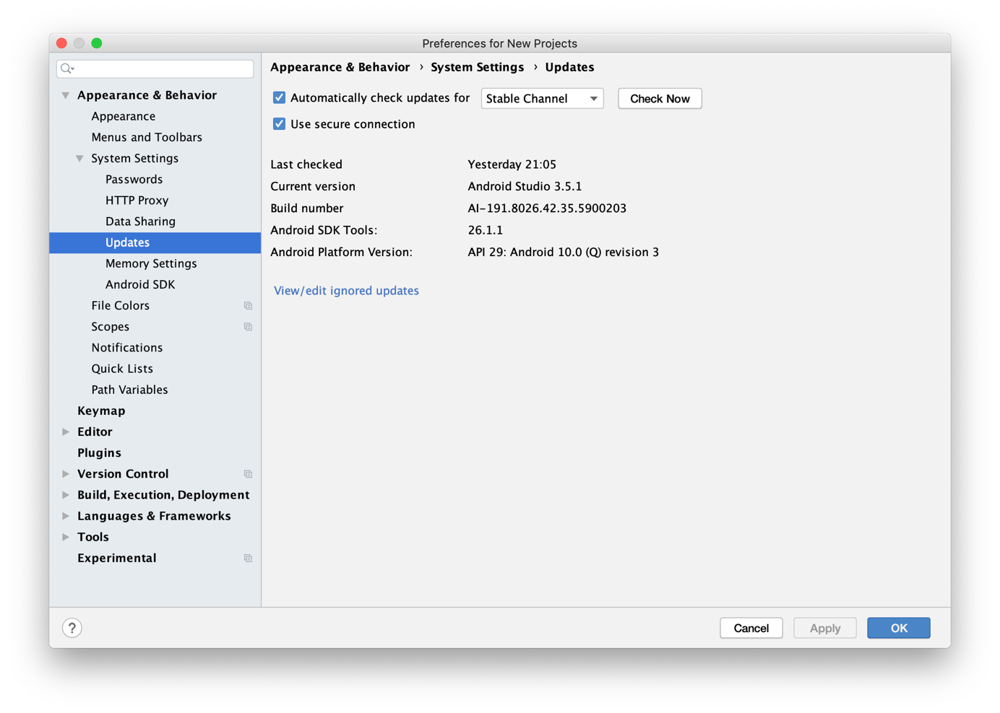 Preferences for New Projects
Appearance & Behavior
Appearance
Menus and Toolbars
System Settings
Passwords
HTTP Proxy
Data Sharing
Updates
Memory Settings
Android SDK
File Colors
Scopes
Notifications
Quick Lists
Path Variables
Keymap
Editor
Plugins
Version Control
Build, Execution, Deployment
Languages & Frameworks
Tools
Experimental
Appearance & Behavior › System Settings › Updates
Automatically check updates for Stable Channel Check Now
Use secure connection
Last checked Yesterday 21:05
Current version Android Studio 3.5.1
Build number AI-191.8026.42.35.5900203
Android SDK Tools: 26.1.1
Android Platform Version: API 29: Android 10.0 (Q) revision 3
View/edit ignored updates
? Cancel Apply OK